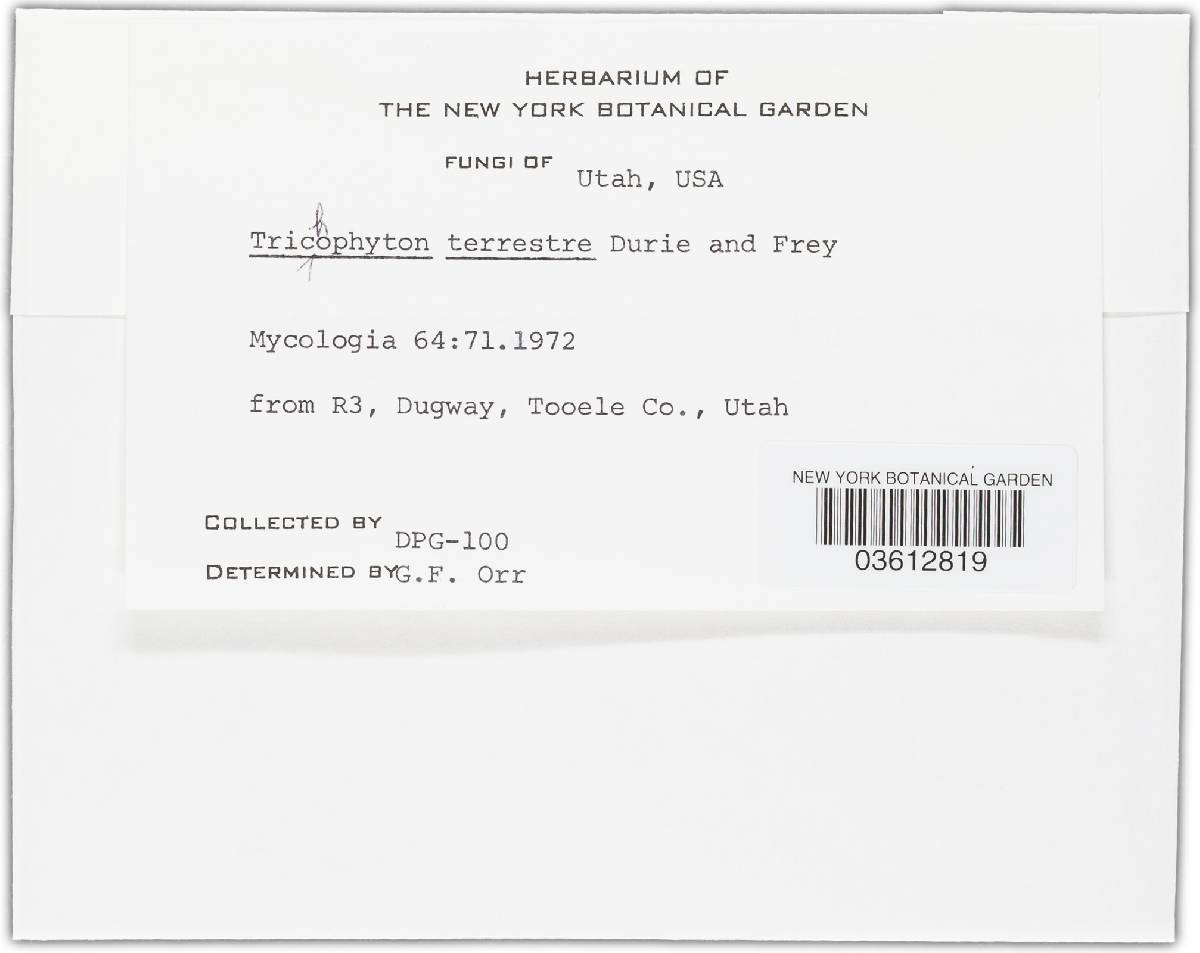 HERBARIUM OF
THE NEW YORK BOTANICAL GARDEN
FUNGI OF Utah, USA
Trichophyton terrestre Durie and Frey
Mycologia 64:71.1972
from R3, Dugway, Tooele Co., Utah
NEW YORK BOTANICAL GARDEN
03612819
COLLECTED BY DPG-100
DETERMINED BY G.F. Orr